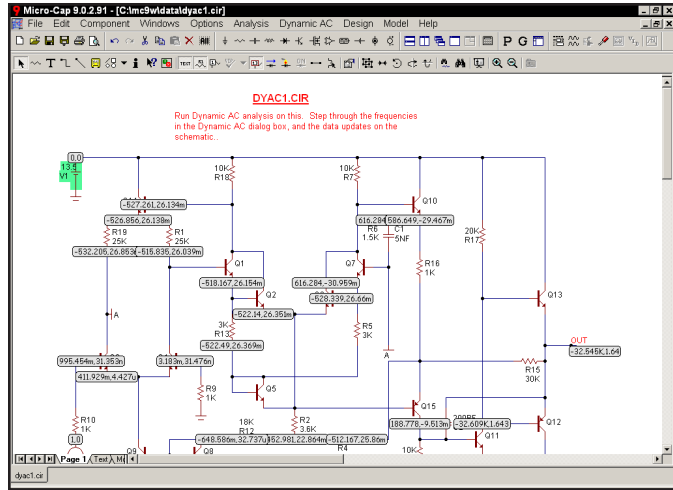 Micro-Cap 9.0.2.91 - [C:\mc9w\data\dyac1.cir]
File Edit Component Windows Options Analysis Dynamic AC Design Model Help
P G
T
TEXT
DYAC1.CIR
Run Dynamic AC analysis on this. Step through the frequencies
in the Dynamic AC dialog box, and the data updates on the
schematic..
0,0
13.5
V1
10K
R18
10K
R7
-527.261,26.134m
Q10
-526.856,26.138m
616.284
586.649,-29.467m
R19
25K
R1
25K
R6
1.5K
C1
5NF
20K
R17
-532.205,26.853m
-515.835,26.039m
Q1
Q7
R16
1K
-518.167,26.154m
616.284,-30.959m
Q2
-528.339,26.66m
Q13
-522.14,26.351m
A
3K
R13
R5
3K
-522.49,26.369m
OUT
-32.545K,1.64
A
995.454m,31.353n
3.183m,31.476n
R15
30K
411.929m,4.427u
Q5
R9
1K
Q15
R10
1K
18K
R12
R2
3.6K
188.778,-9.513m
-32.609K,1.643
Q12
1,0
-648.586m,32.737u
452.981,22.864m
-512.167,25.86m
Q11
Q9
Q8
R4
10K
Page 1
Text
dyac1.cir